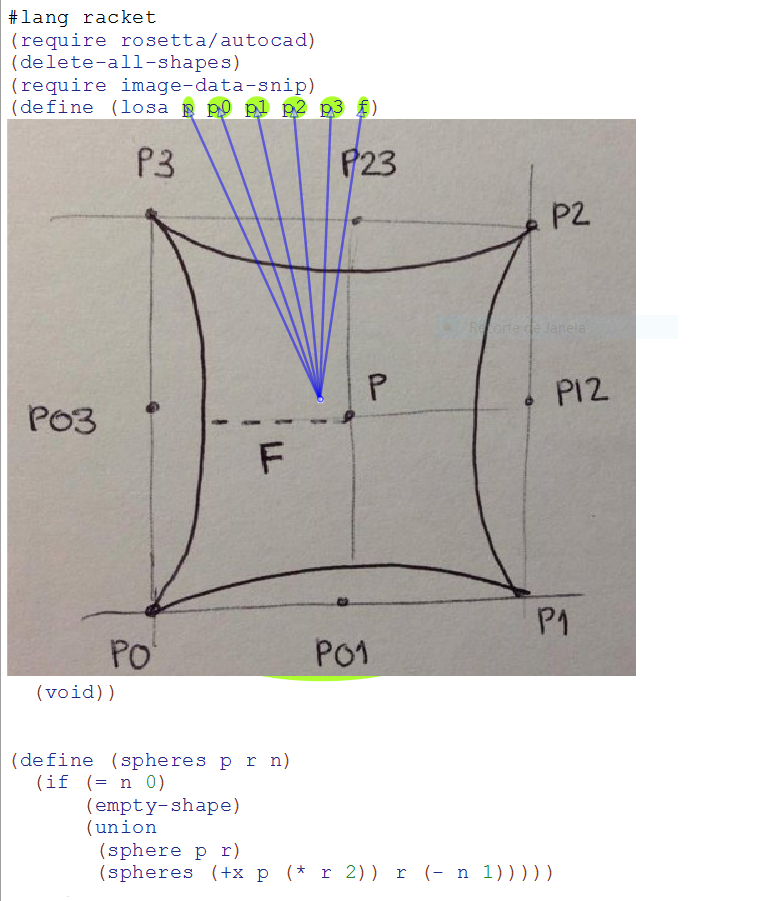 #lang racket
(require rosetta/autocad)
(delete-all-shapes)
(require image-data-snip)
(define (losa p p0 p1 p2 p3 f)
P3 P23
P2
Recorte de Janela
P P12
P03
F
P1
P0 P01
(void))
(define (spheres p r n)
(if (= n 0)
(empty-shape)
(union
(sphere p r)
(spheres (+x p (* r 2)) r (- n 1)))))